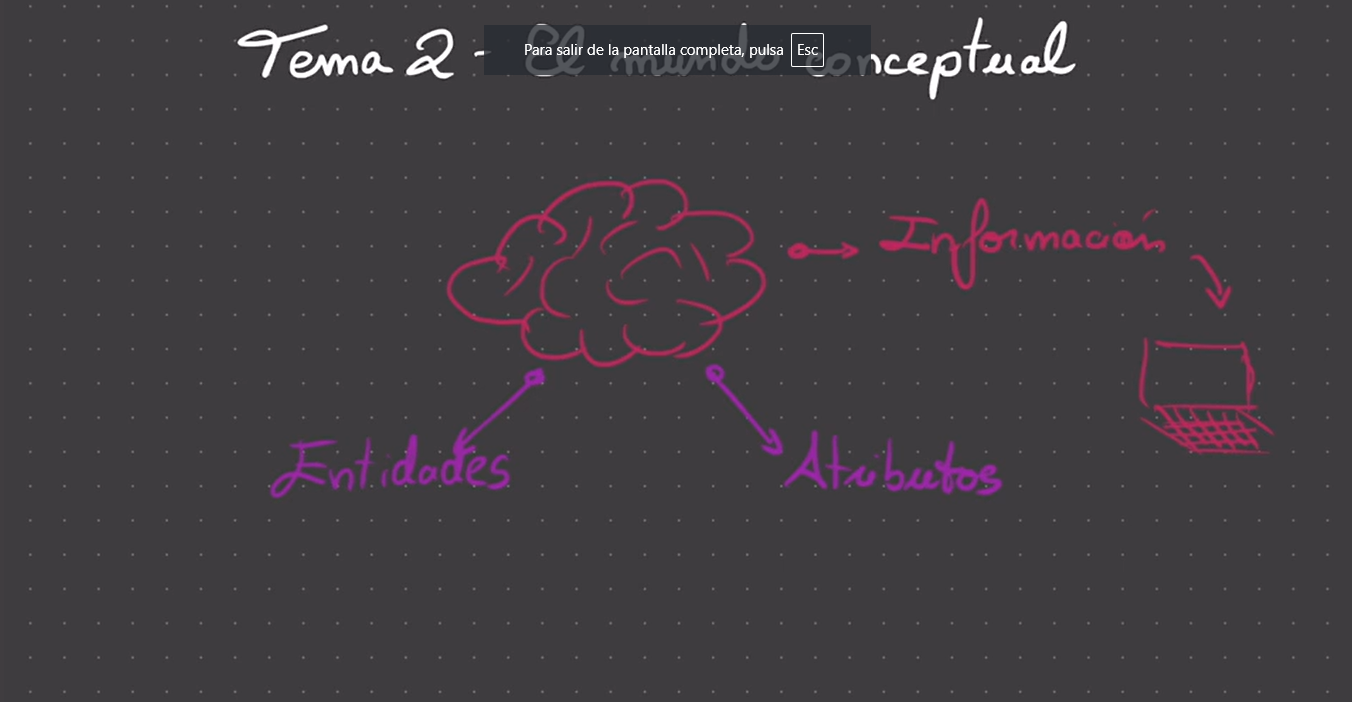 Tema 2 - El mundo conceptual
Para salir de la pantalla completa, pulsa Esc
Información
Entidades
Atributos